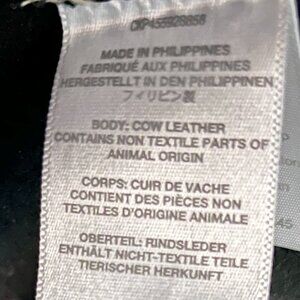 MADE IN PHILIPPINES
FABRIQUÉ AUX PHILIPPINES
HERGESTELLT IN DEN PHILIPPINEN
フィリピン製
BODY: COW LEATHER
CONTAINS NON TEXTILE PARTS OF
ANIMAL ORIGIN
CORPS: CUIR DE VACHE
CONTIENT DES PIÈCES NON
TEXTILES D'ORIGINE ANIMALE
OBERTEIL: RINDSLEDER
ENTHÄLT NICHT-TEXTILE TEILE
TIERISCHER HERKUNFT